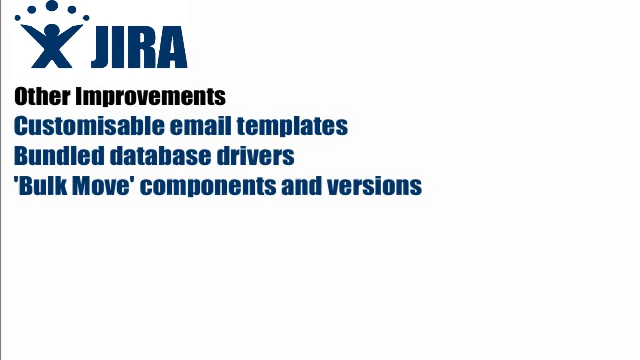 JIRA
Other Improvements
Customisable email templates
Bundled database drivers
'Bulk Move' components and versions